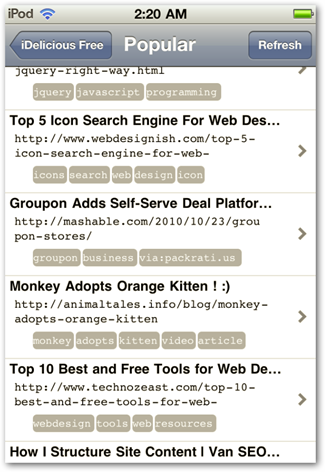 iPod 2:20 AM
iDelicious Free Popular Refresh
jquery-right-way.html
jquery javascript programming
Top 5 Icon Search Engine For Web Des...
http://www.webdesignish.com/top-5-
icon-search-engine-for-web-
icons search web design icon
Groupon Adds Self-Serve Deal Platfor...
http://mashable.com/2010/10/23/grou
pon-stores/
groupon business via:packrati.us
Monkey Adopts Orange Kitten ! :)
http://animaltales.info/blog/monkey-
adopts-orange-kitten
monkey adopts kitten video article
Top 10 Best and Free Tools for Web De...
http://www.technozeast.com/top-10-
best-and-free-tools-for-web-
webdesign tools web resources
How I Structure Site Content | Van SEO...